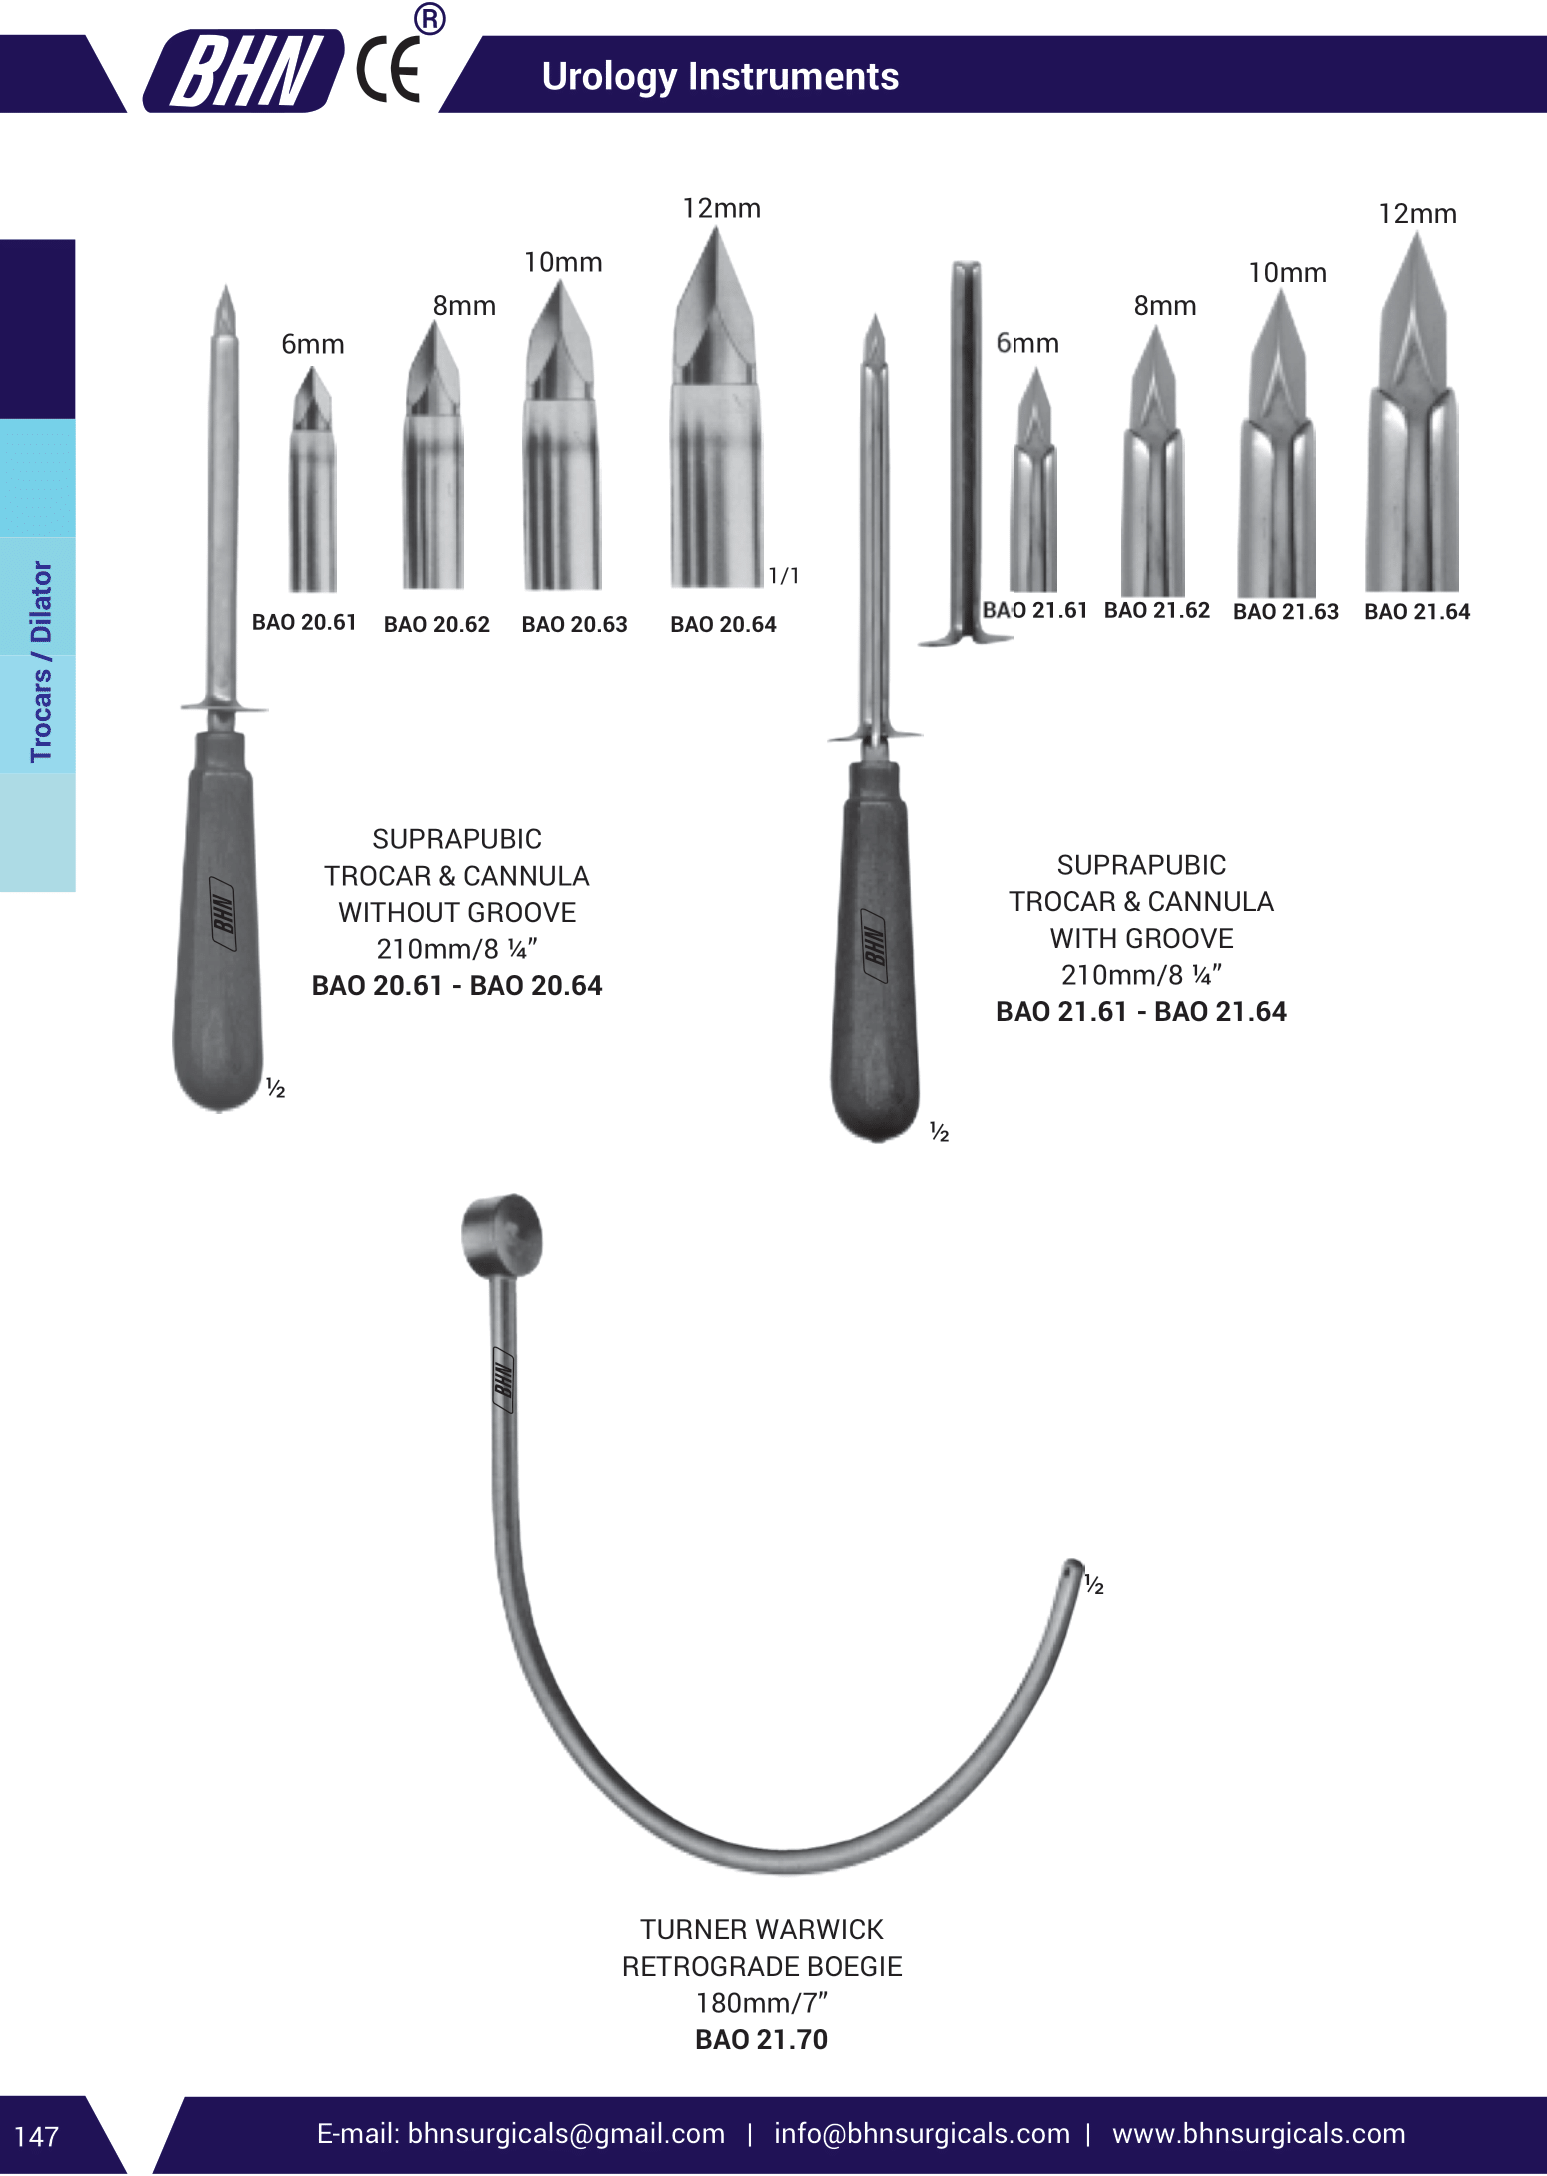 BHN CE ®
Urology Instruments
Trocars / Dilator
6mm
8mm
10mm
12mm
1/1
BAO 20.61
BAO 20.62
BAO 20.63
BAO 20.64
BHN
½
SUPRAPUBIC
TROCAR & CANNULA
WITHOUT GROOVE
210mm/8 ¼”
BAO 20.61 - BAO 20.64
6mm
8mm
10mm
12mm
BAO 21.61
BAO 21.62
BAO 21.63
BAO 21.64
BHN
½
SUPRAPUBIC
TROCAR & CANNULA
WITH GROOVE
210mm/8 ¼”
BAO 21.61 - BAO 21.64
BHN
½
TURNER WARWICK
RETROGRADE BOEGIE
180mm/7”
BAO 21.70
147
E-mail: bhnsurgicals@gmail.com | info@bhnsurgicals.com | www.bhnsurgicals.com